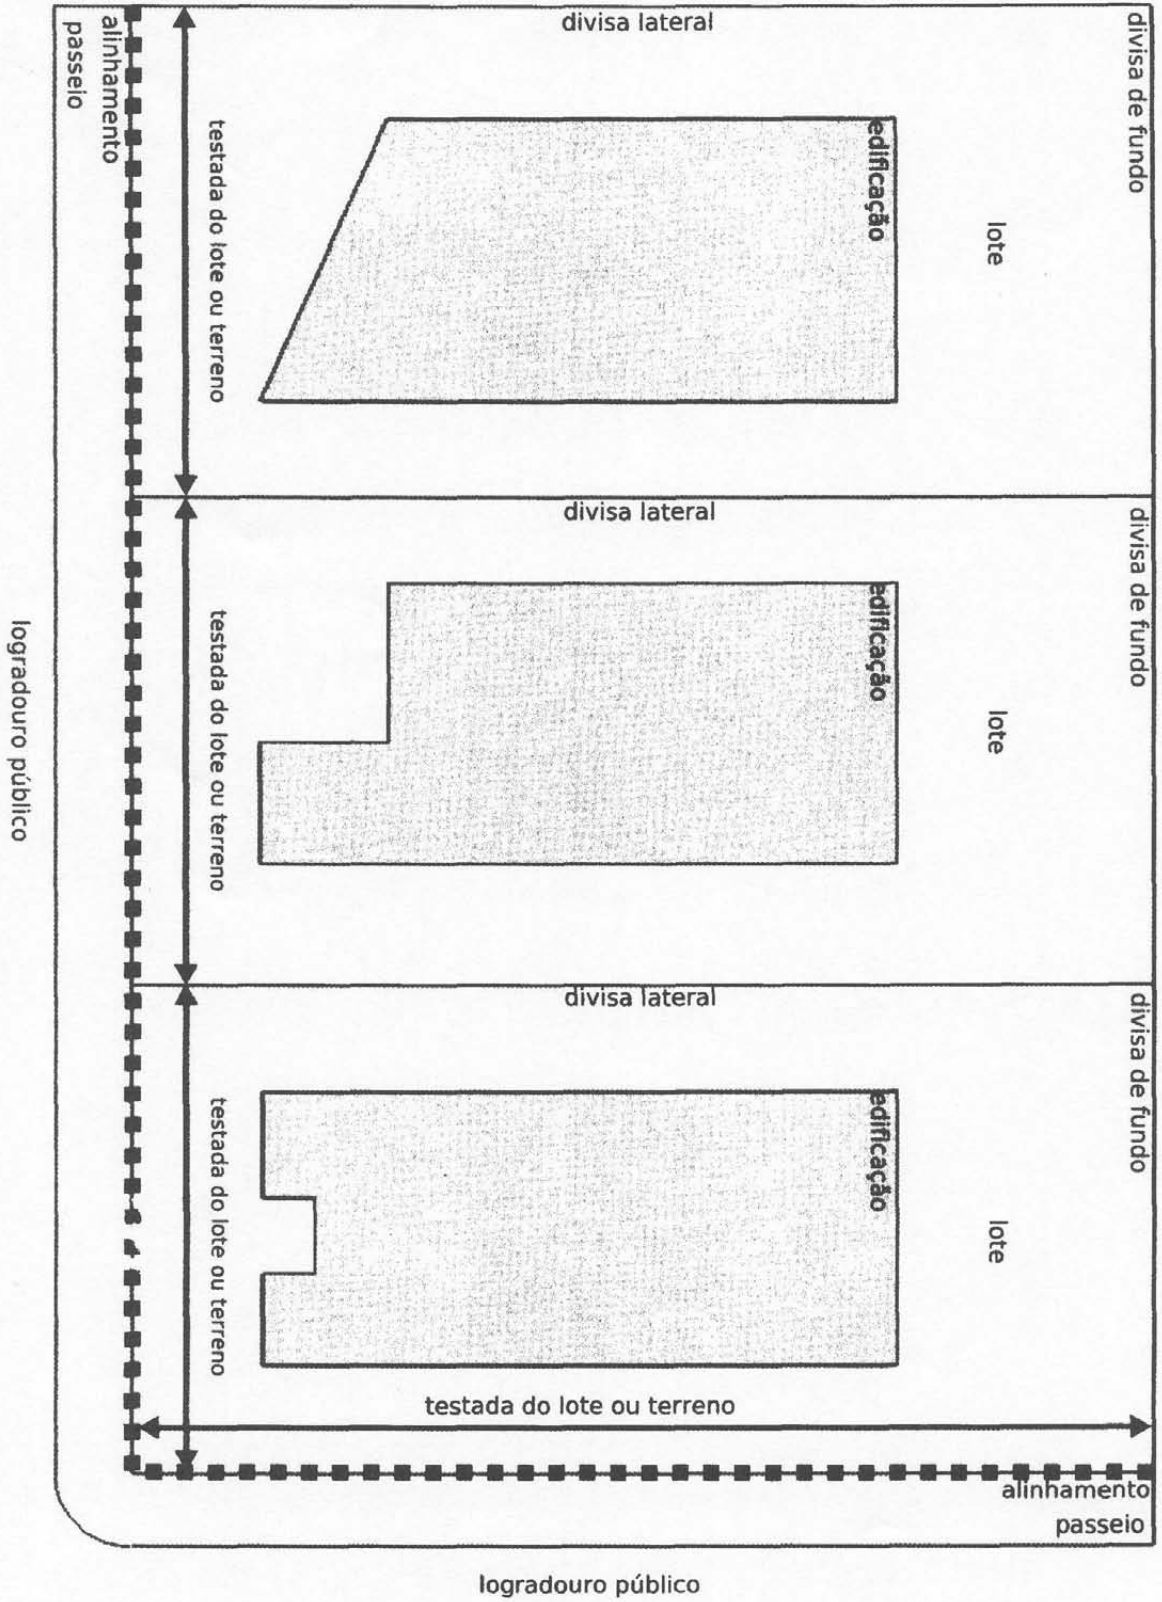 divisa lateral
divisa de fundo
alinhamento
passeio
testada do lote ou terreno
edificação
lote
divisa lateral
divisa de fundo
testada do lote ou terreno
edificação
lote
logradouro público
divisa lateral
divisa de fundo
testada do lote ou terreno
edificação
lote
testada do lote ou terreno
alinhamento
passeio
logradouro público